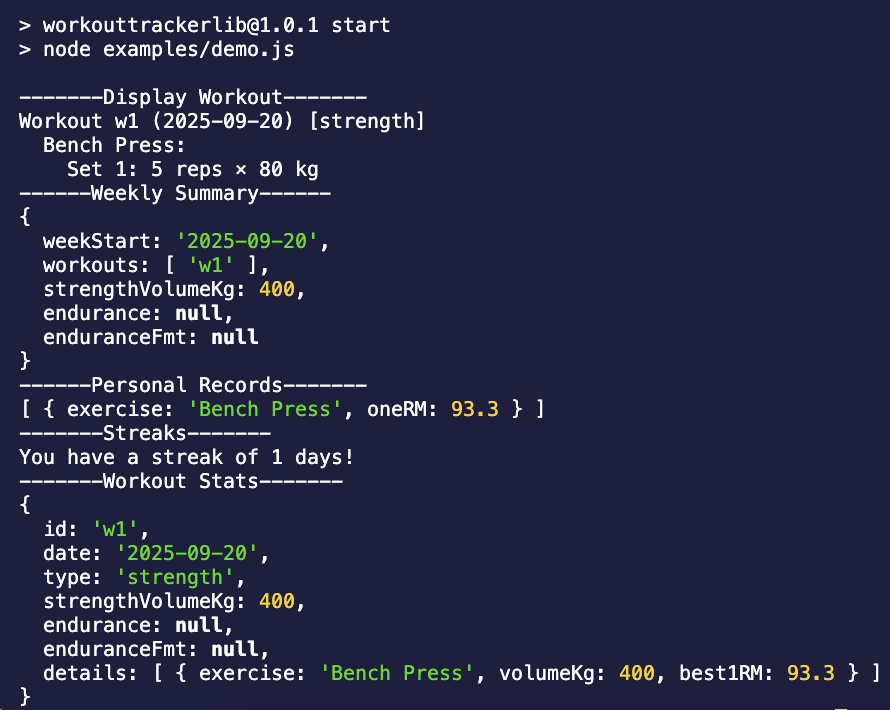 > workouttrackerlib@1.0.1 start
> node examples/demo.js

-------Display Workout-------
Workout w1 (2025-09-20) [strength]
  Bench Press:
    Set 1: 5 reps × 80 kg
------Weekly Summary------
{
  weekStart: '2025-09-20',
  workouts: [ 'w1' ],
  strengthVolumeKg: 400,
  endurance: null,
  enduranceFmt: null
}
------Personal Records-------
[ { exercise: 'Bench Press', oneRM: 93.3 } ]
-------Streaks-------
You have a streak of 1 days!
-------Workout Stats-------
{
  id: 'w1',
  date: '2025-09-20',
  type: 'strength',
  strengthVolumeKg: 400,
  endurance: null,
  enduranceFmt: null,
  details: [ { exercise: 'Bench Press', volumeKg: 400, best1RM: 93.3 } ]
}